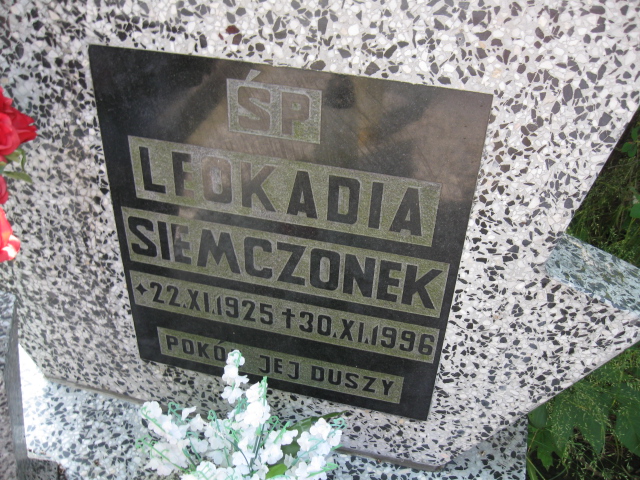 ŚP
LEOKADIA
SIEMCZONEK
✦22.XI.1925 ✝30.XI.1996
POKÓJ JEJ DUSZY